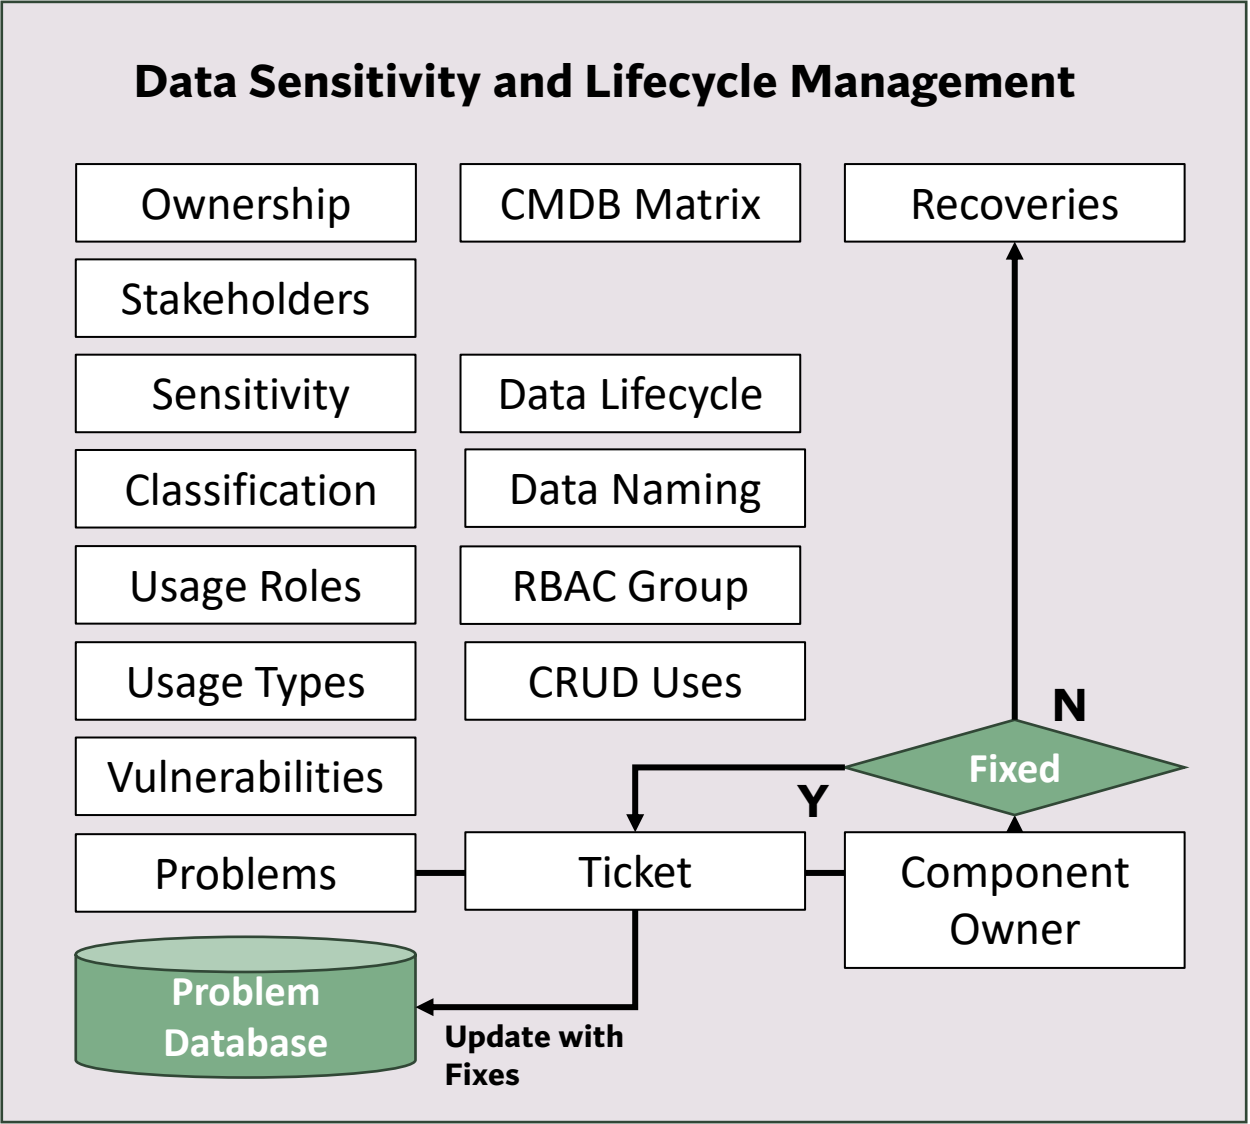 Data Sensitivity and Lifecycle Management
Ownership
CMDB Matrix
Recoveries
Stakeholders
Sensitivity
Data Lifecycle
Classification
Data Naming
Usage Roles
RBAC Group
Usage Types
CRUD Uses
N
Vulnerabilities
Fixed
Y
Problems
Ticket
Component
Owner
Problem
Database
Update with
Fixes